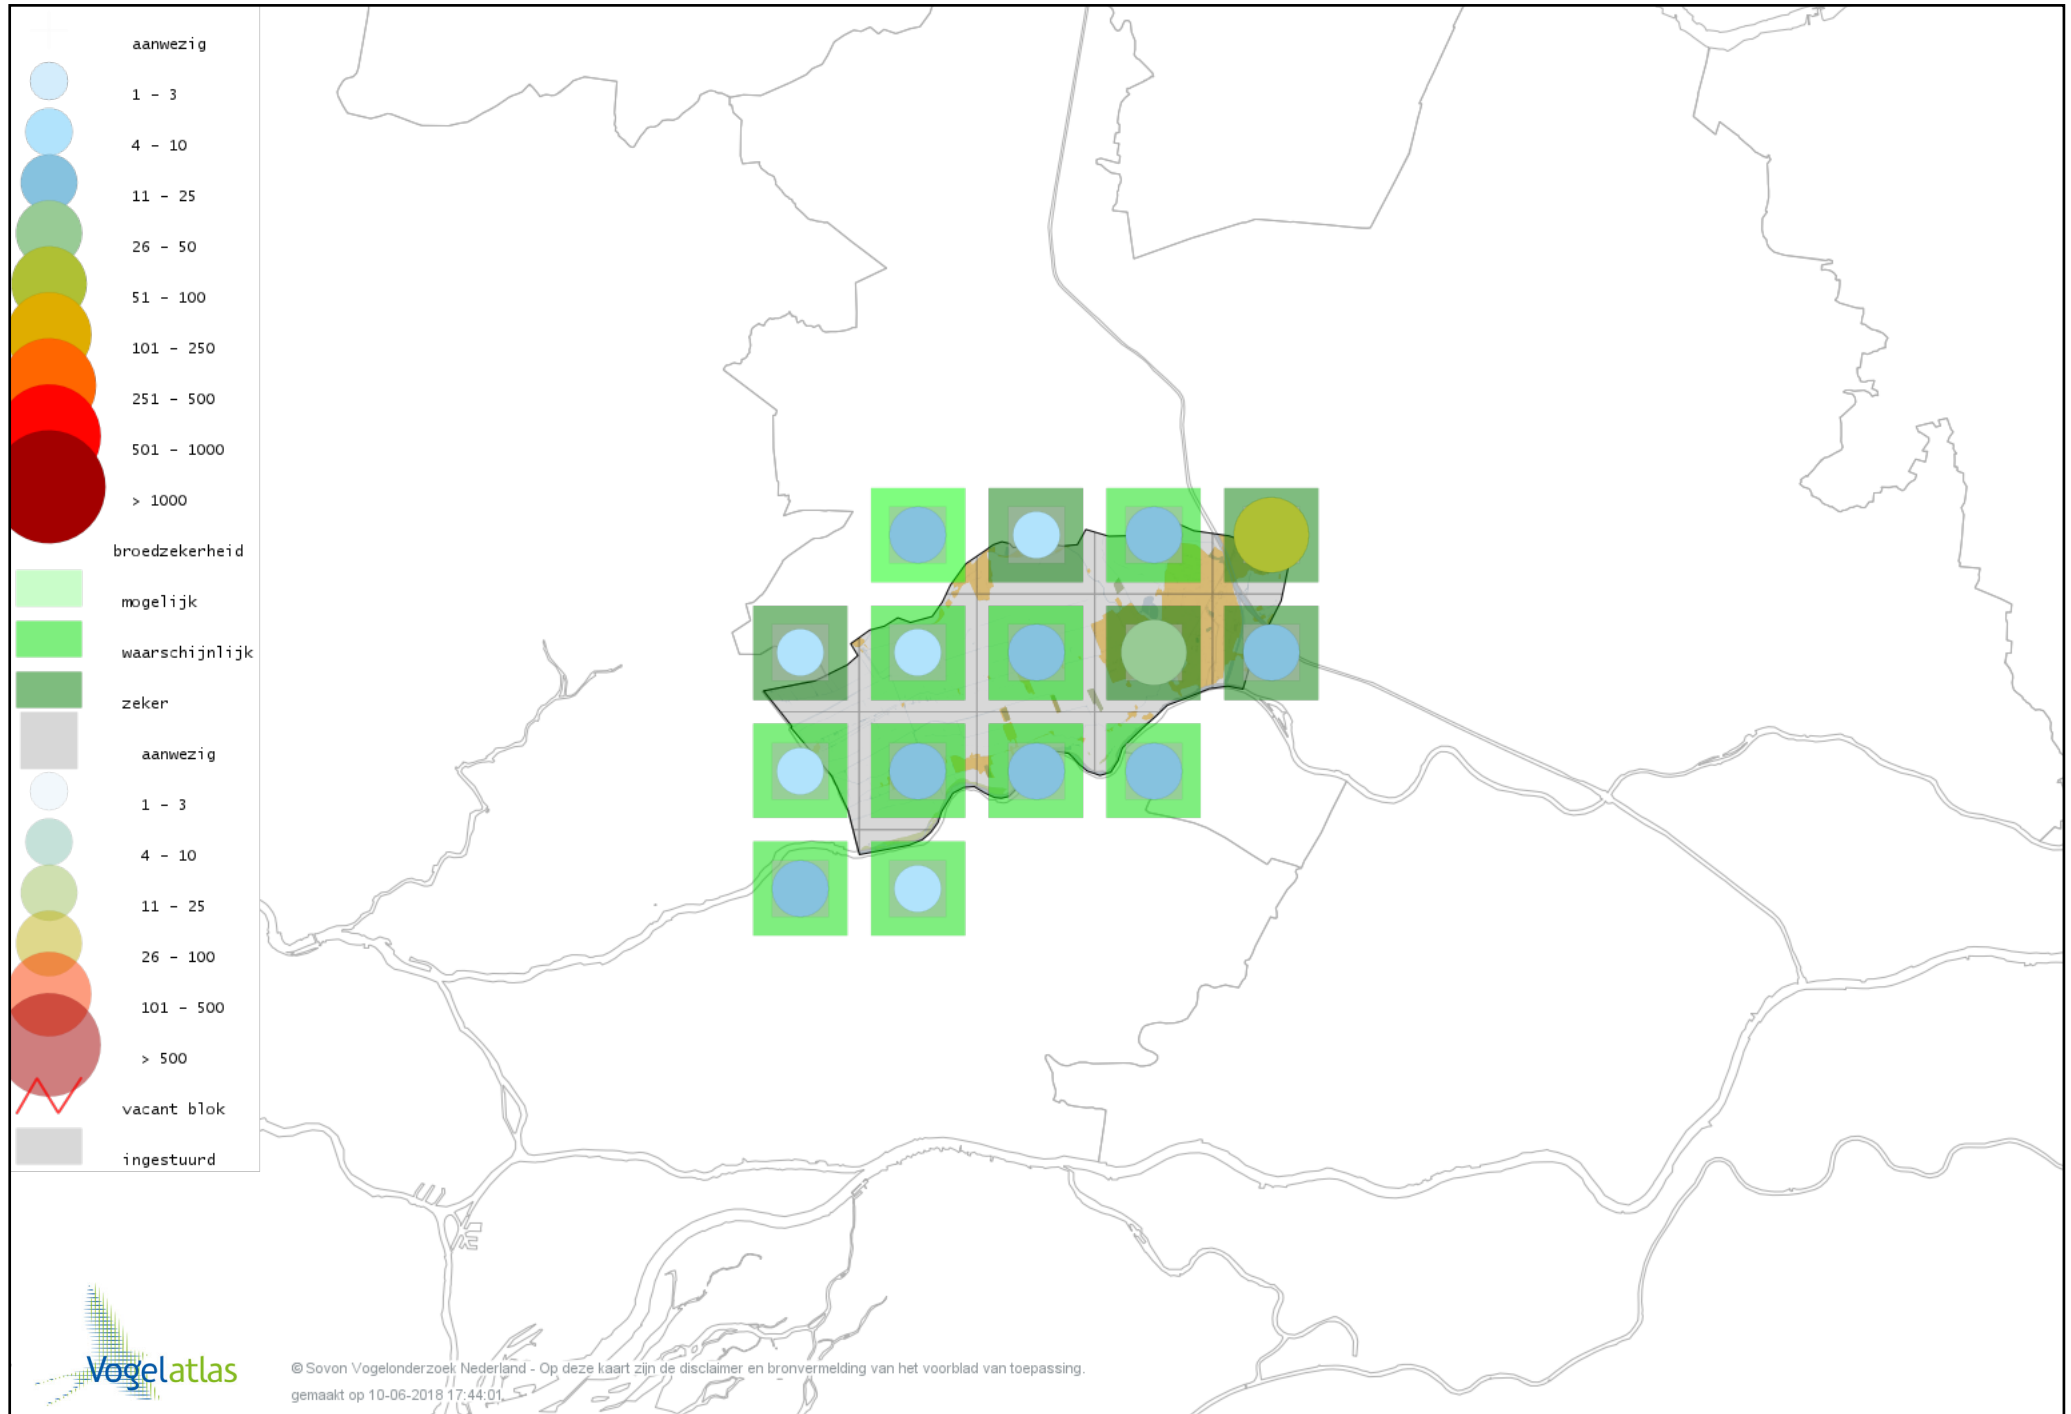 aanwezig
1 – 3
4 – 10
11 – 25
26 – 50
51 – 100
101 – 250
251 – 500
501 – 1000
> 1000
broedzekerheid
mogelijk
waarschijnlijk
zeker
aanwezig
1 – 3
4 – 10
11 – 25
26 – 100
101 – 500
> 500
vacant blok
ingestuurd
Vogelatlas
© Sovon Vogelonderzoek Nederland - Op deze kaart zijn de disclaimer en bronvermelding van het voorblad van toepassing.
gemaakt op 10-06-2018 17:44:01